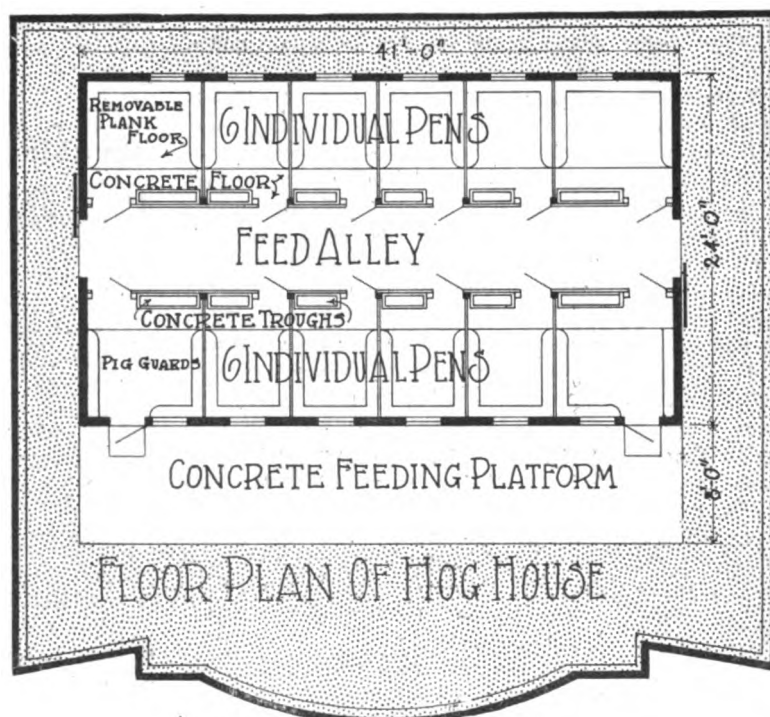 41'-0"
REMOVABLE
PLANK
FLOOR
6 INDIVIDUAL PENS
CONCRETE FLOOR
FEED ALLEY
24'-0"
CONCRETE TROUGHS
PIG GUARDS
6 INDIVIDUAL PENS
CONCRETE FEEDING PLATFORM
8'-0"
FLOOR PLAN OF HOG HOUSE